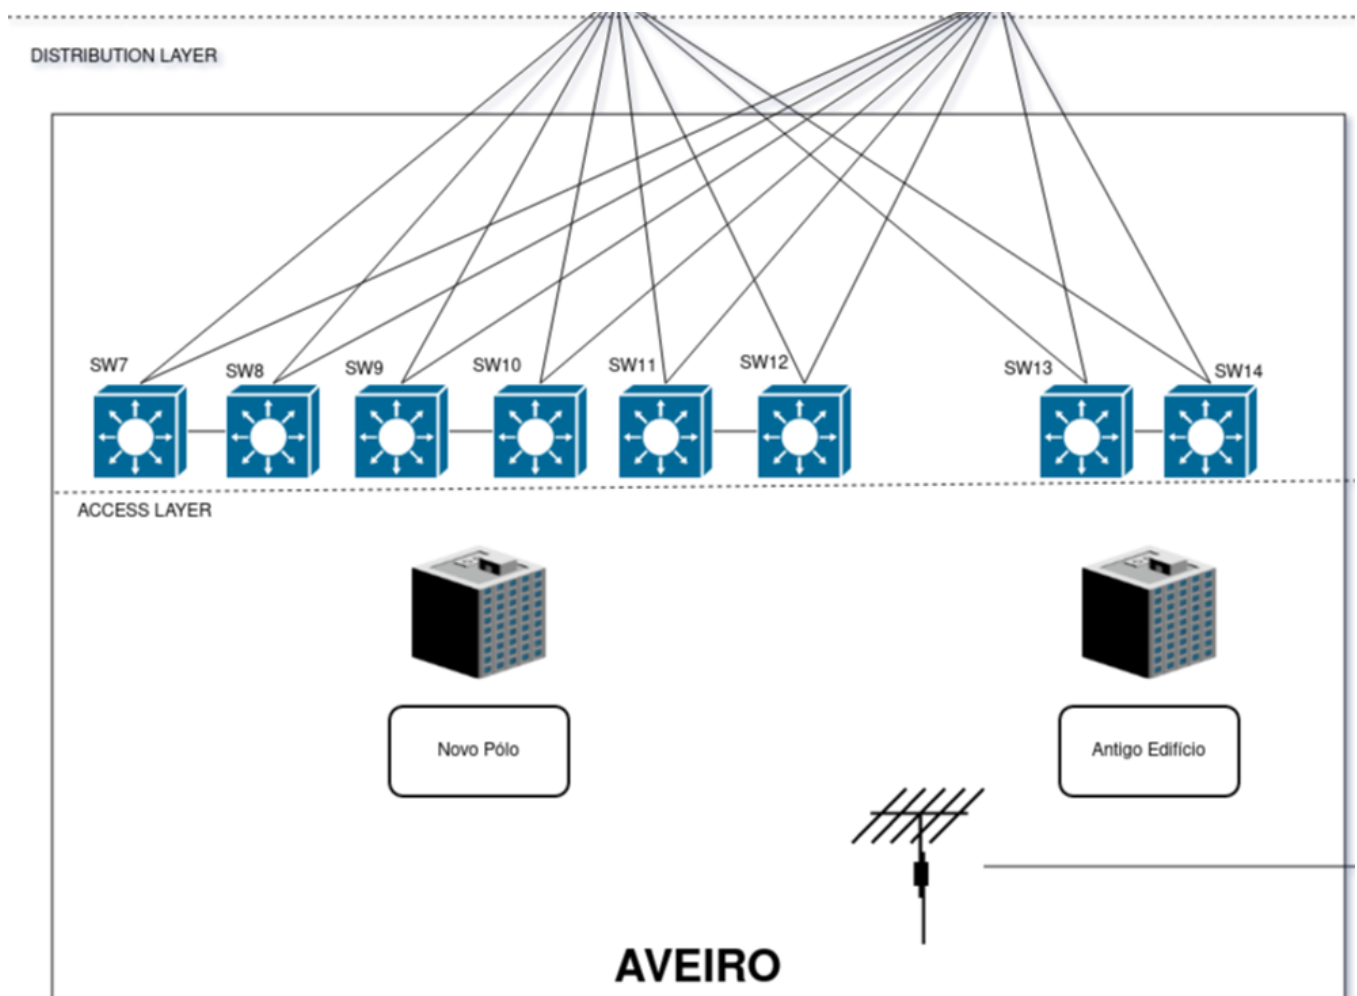 DISTRIBUTION LAYER
SW7
SW8
SW9
SW10
SW11
SW12
SW13
SW14
ACCESS LAYER
Novo Pólo
Antigo Edifício
AVEIRO